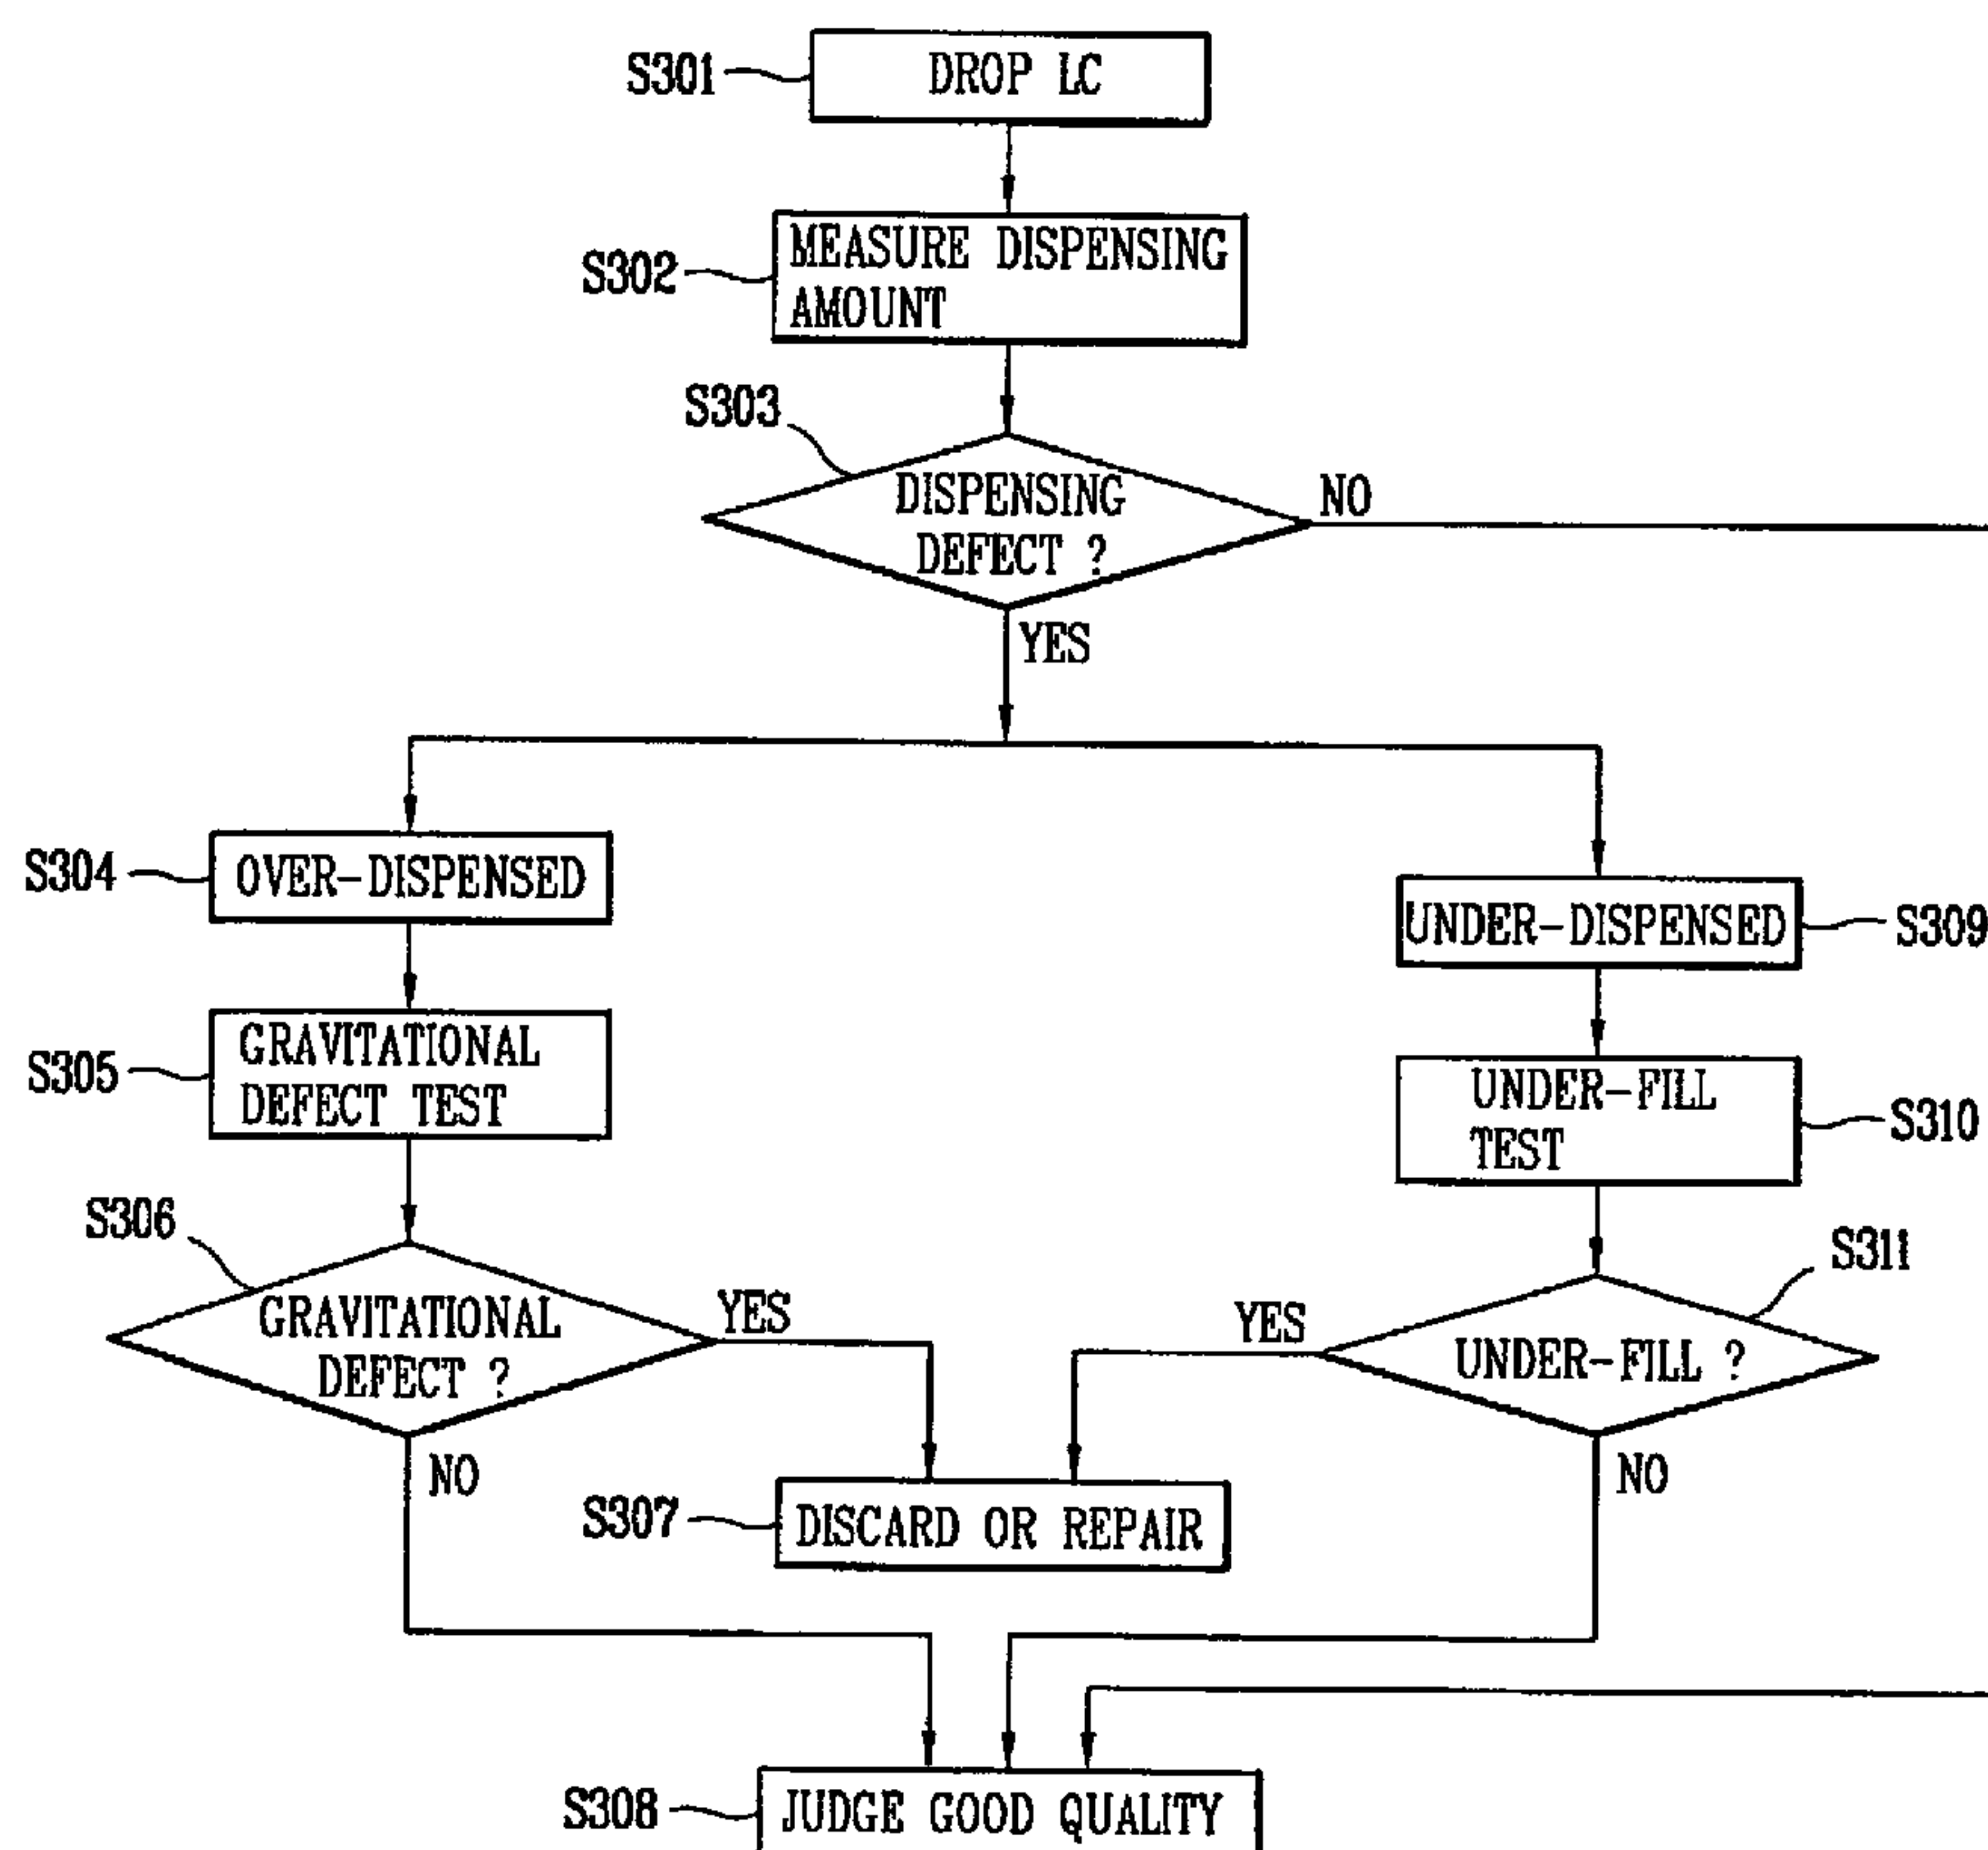 S301
DROP LC
S302
MEASURE DISPENSING
AMOUNT
S303
DISPENSING
DEFECT ?
NO
YES
S304
OVER-DISPENSED
UNDER-DISPENSED
S309
S305
GRAVITATIONAL
DEFECT TEST
UNDER-FILL
TEST
S310
S306
GRAVITATIONAL
DEFECT ?
YES
NO
S311
UNDER-FILL ?
YES
NO
S307
DISCARD OR REPAIR
S308
JUDGE GOOD QUALITY